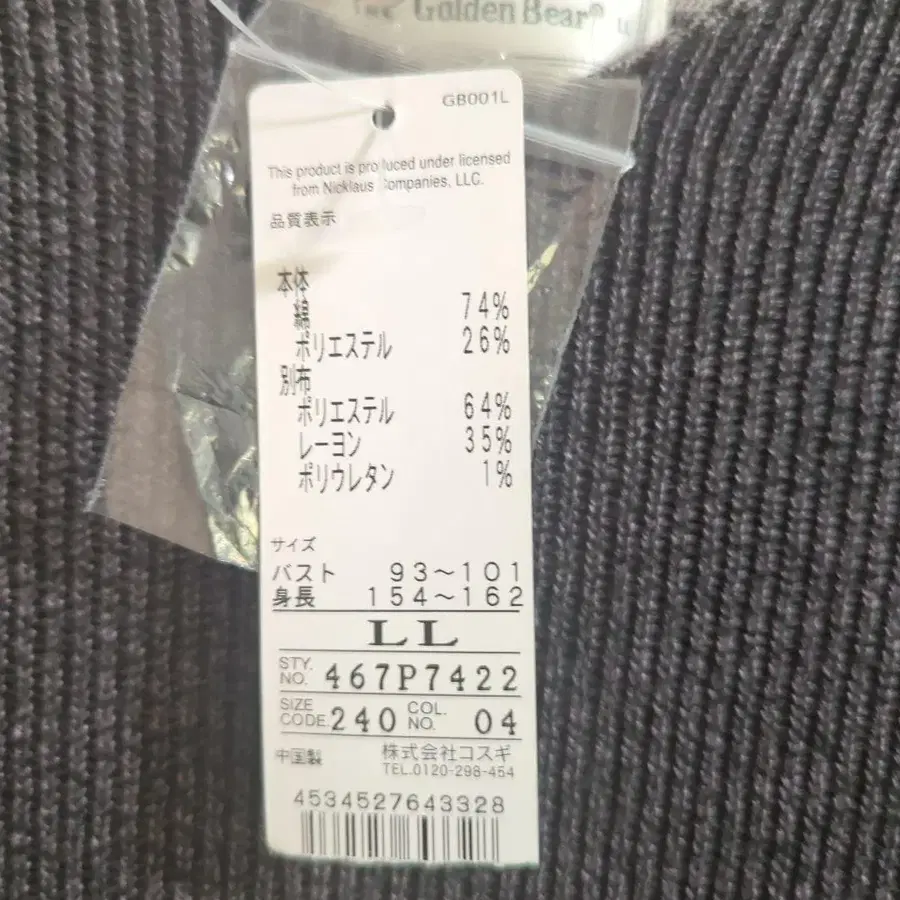 THE Golden Bear®
GB001L
This product is produced under licensed
from Nicklaus Companies, LLC.
品質表示
本体
綿 74%
ポリエステル 26%
別布
ポリエステル 64%
レーヨン 35%
ポリウレタン 1%
サイズ
バスト 93～101
身長 154～162
LL
STY. NO. 467P7422
SIZE CODE. 240 COL. NO. 04
中国製 株式会社コスギ
TEL.0120-298-454
4534527643328